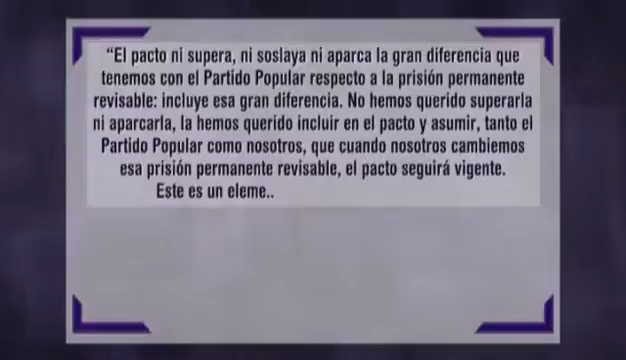 “El pacto ni supera, ni soslaya ni aparca la gran diferencia que
tenemos con el Partido Popular respecto a la prisión permanente
revisable: incluye esa gran diferencia. No hemos querido superarla
ni aparcarla, la hemos querido incluir en el pacto y asumir, tanto el
Partido Popular como nosotros, que cuando nosotros cambiemos
esa prisión permanente revisable, el pacto seguirá vigente.
Este es un eleme..